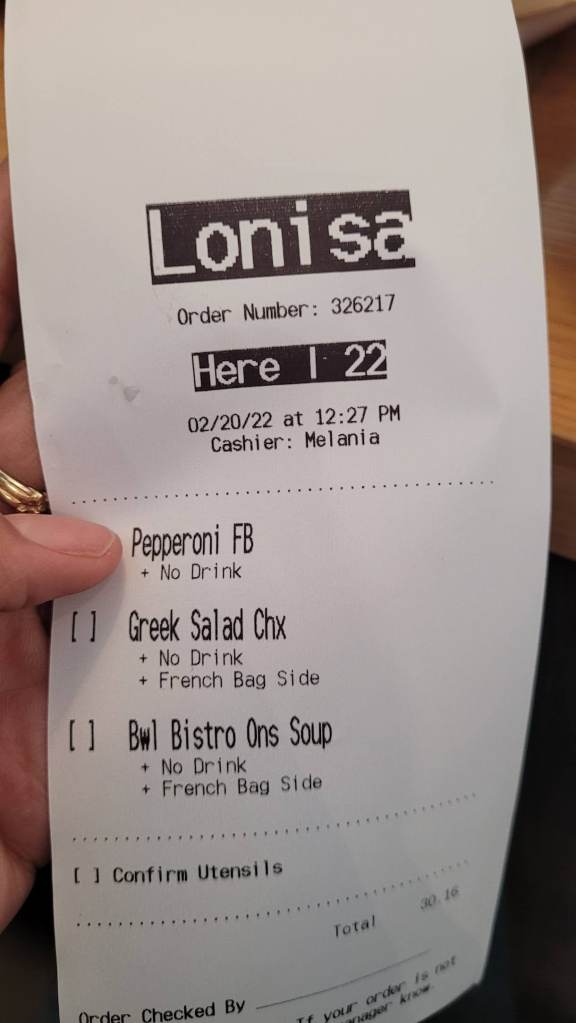 Lonisa
Order Number: 326217
Here | 22
02/20/22 at 12:27 PM
Cashier: Melania
Pepperoni FB
+ No Drink
[ ] Greek Salad Chx
+ No Drink
+ French Bag Side
[ ] Bwl Bistro Ons Soup
+ No Drink
+ French Bag Side
[ ] Confirm Utensils
Total 30.16
Order Checked By
If your order is not
anager know.